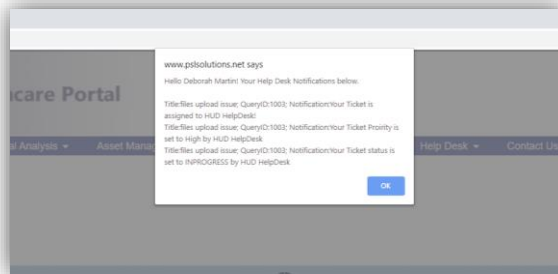 www.pslsolutions.net says
Hello Deborah Martin! Your Help Desk Notifications below.
Title:files upload issue; QueryID:1003; Notification:Your Ticket is
assigned to HUD HelpDesk!
Title:files upload issue; QueryID:1003; Notification:Your Ticket Proirity is
set to High by HUD HelpDesk
Title:files upload issue; QueryID:1003; Notification:Your Ticket status is
set to INPROGRESS by HUD HelpDesk
OK
care Portal
Analysis
Asset
Help Desk
Contact Us